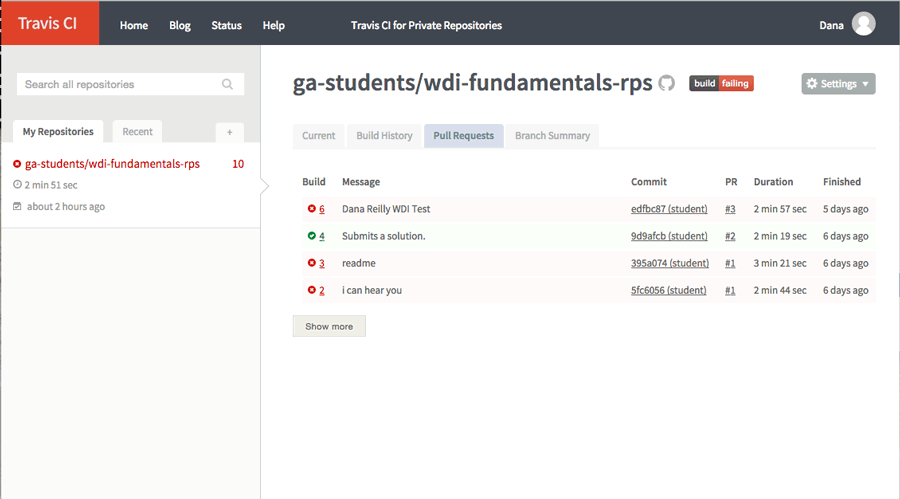 Travis CI
Home Blog Status Help Travis CI for Private Repositories Dana
Search all repositories
My Repositories Recent +
ga-students/wdi-fundamentals-rps 10
2 min 51 sec
about 2 hours ago
ga-students/wdi-fundamentals-rps build failing Settings
Current Build History Pull Requests Branch Summary
Build Message Commit PR Duration Finished
6 Dana Reilly WDI Test edfbc87 (student) #3 2 min 57 sec 5 days ago
4 Submits a solution. 9d9afcb (student) #2 2 min 19 sec 6 days ago
3 readme 395a074 (student) #1 3 min 21 sec 6 days ago
2 i can hear you 5fc6056 (student) #1 2 min 44 sec 6 days ago
Show more